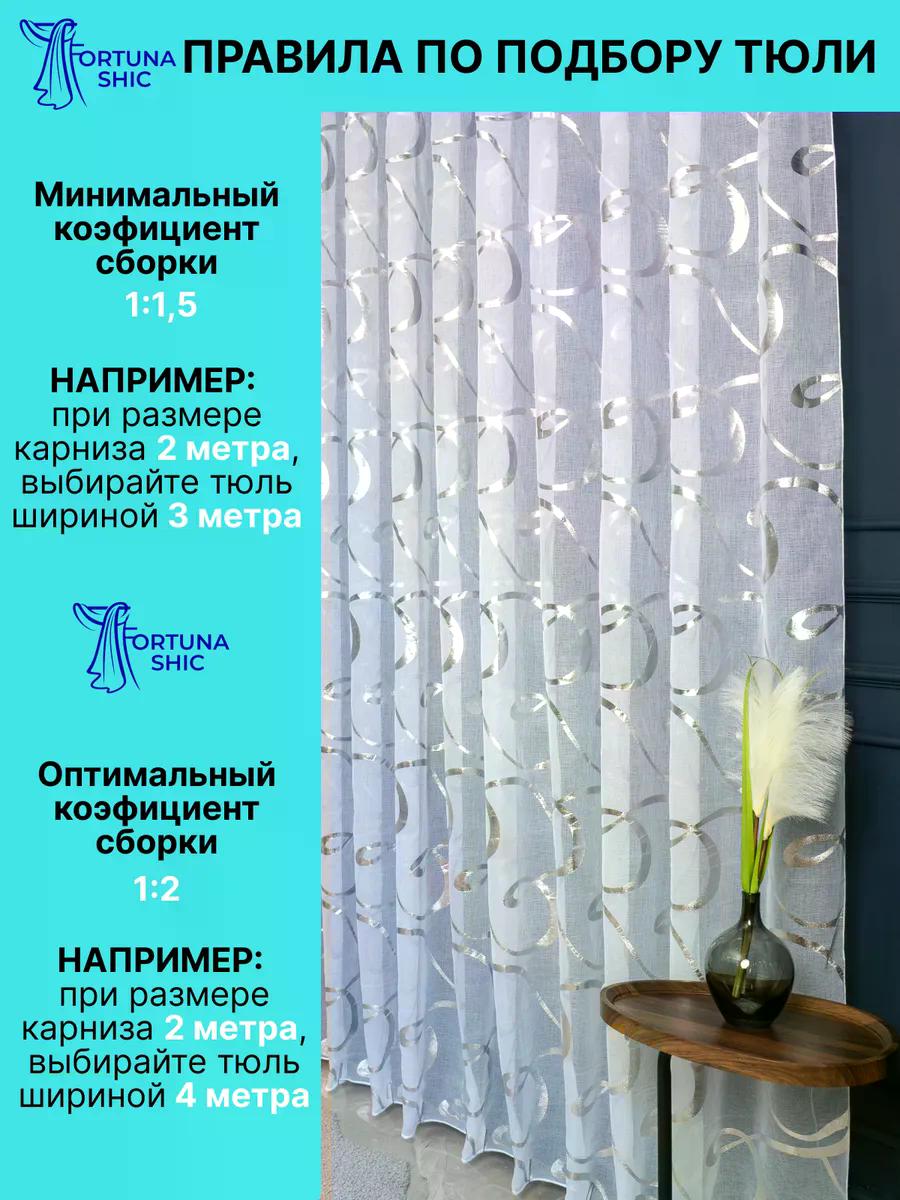 FORTUNA
SHIC
ПРАВИЛА ПО ПОДБОРУ ТЮЛИ
Минимальный
коэфициент
сборки
1:1,5
НАПРИМЕР:
при размере
карниза 2 метра,
выбирайте тюль
шириной 3 метра
FORTUNA
SHIC
Оптимальный
коэфициент
сборки
1:2
НАПРИМЕР:
при размере
карниза 2 метра,
выбирайте тюль
шириной 4 метра